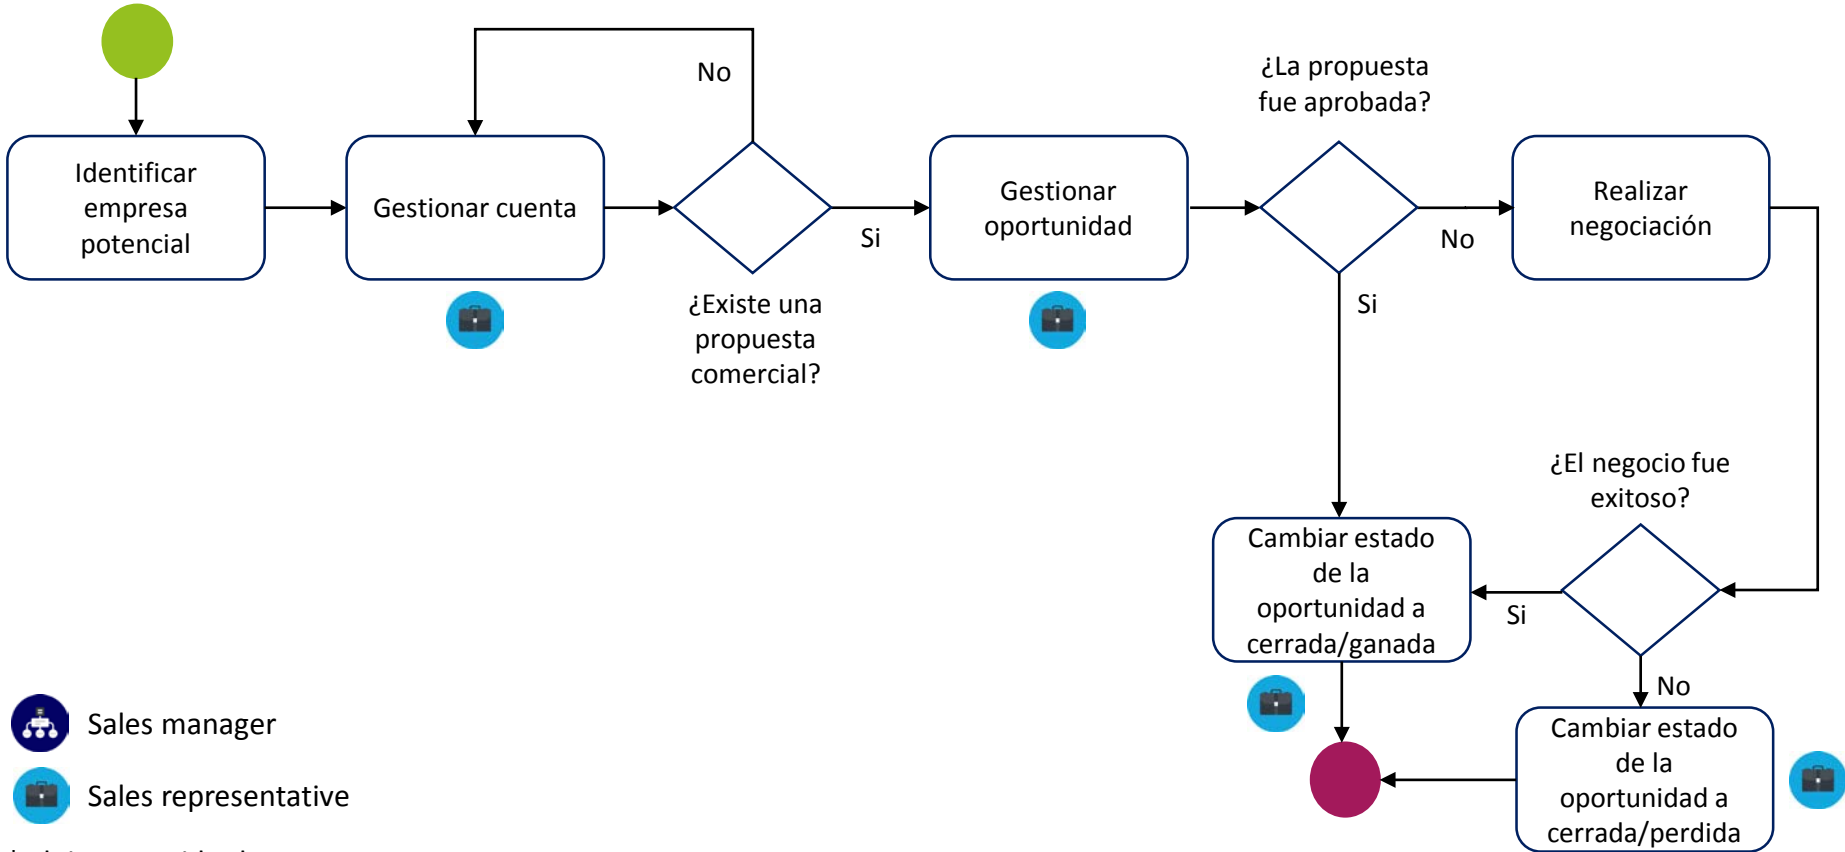 No
¿La propuesta
fue aprobada?
Identificar
empresa
potencial
Gestionar cuenta
Si
Gestionar
oportunidad
No
Realizar
negociación
¿Existe una
propuesta
comercial?
Si
¿El negocio fue
exitoso?
Cambiar estado
de la
oportunidad a
cerrada/ganada
Si
No
Cambiar estado
de la
oportunidad a
cerrada/perdida
Sales manager
Sales representative